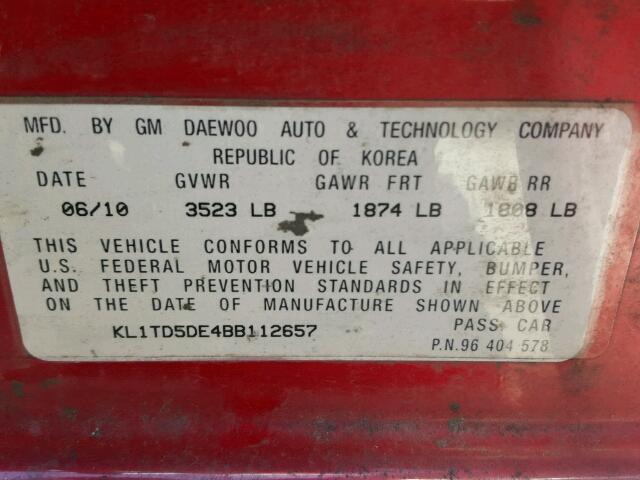 MFD. BY GM DAEWOO AUTO & TECHNOLOGY COMPANY
REPUBLIC OF KOREA
DATE GVWR GAWR FRT GAWR RR
06/10 3523 LB 1874 LB 1808 LB
THIS VEHICLE CONFORMS TO ALL APPLICABLE
U.S. FEDERAL MOTOR VEHICLE SAFETY, BUMPER,
AND THEFT PREVENTION STANDARDS IN EFFECT
ON THE DATE OF MANUFACTURE SHOWN ABOVE
KL1TD5DE4BB112657 PASS CAR
P.N.96 404 578